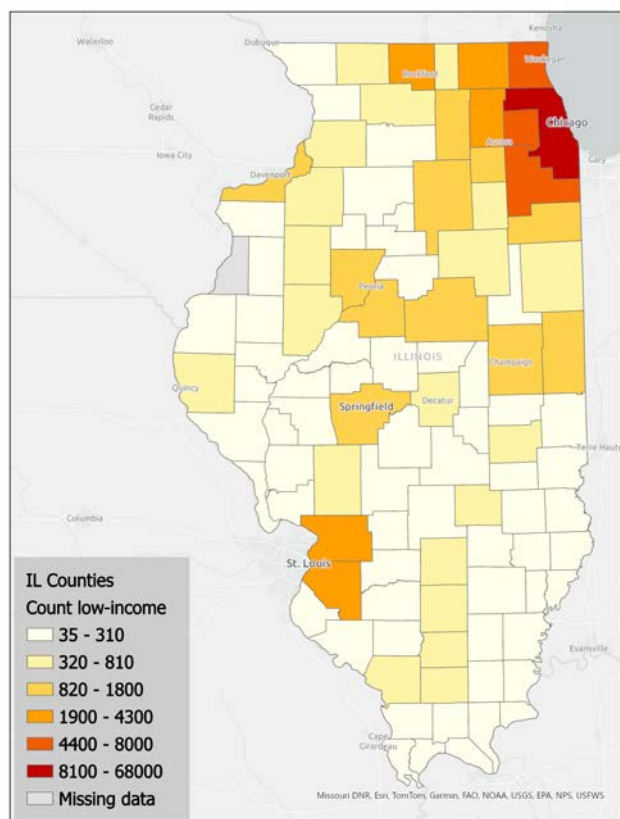 Kenosha
Waterloo
Dubuque
Rockford
Waukegan
Cedar
Rapids
Chicago
Aurora
Iowa City
Davenport
Gary
Peoria
ILLINOIS
Champaign
Quincy
Springfield
Decatur
Terre Haute
Columbia
St. Louis
IL Counties
Count low-income
35 - 310
320 - 810
820 - 1800
1900 - 4300
4400 - 8000
8100 - 68000
Missing data
Evansville
Cape
Girardeau
Missouri DNR, Esri, TomTom, Garmin, FAO, NOAA, USGS, EPA, NPS, USFWS